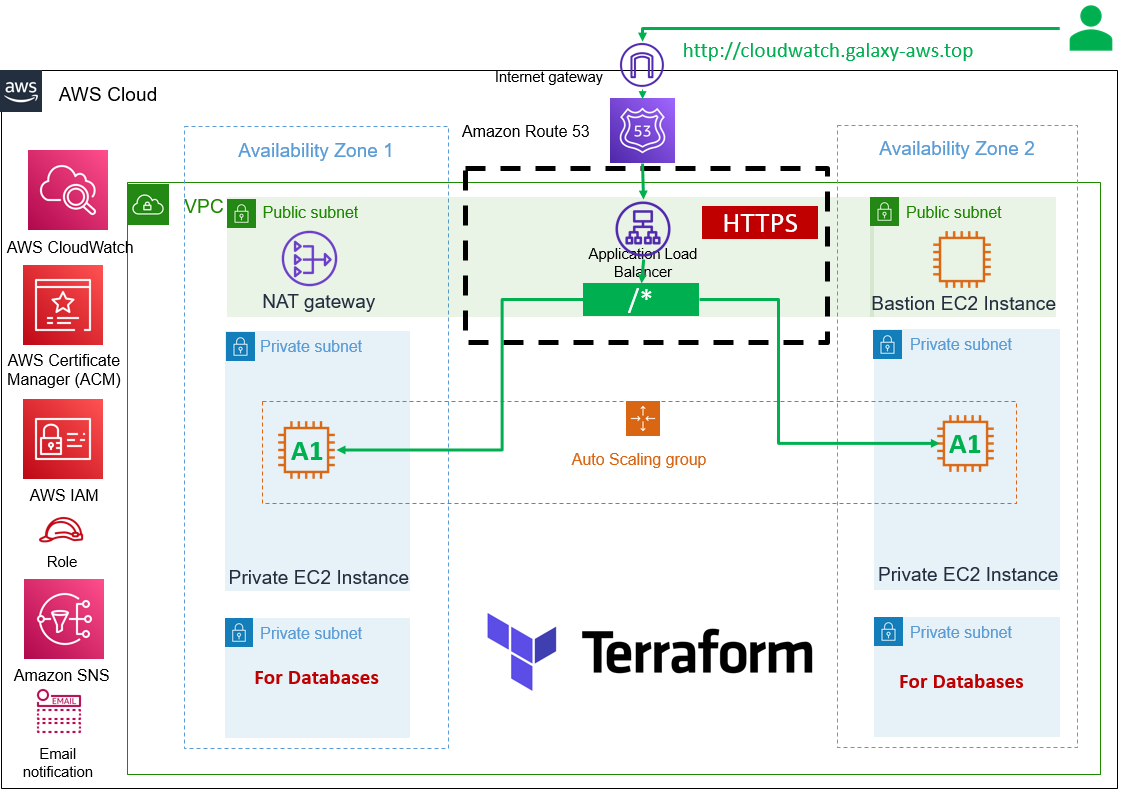 http://cloudwatch.galaxy-aws.top
Internet gateway
aws
AWS Cloud
Amazon Route 53
53
Availability Zone 1
Availability Zone 2
VPC
Public subnet
HTTPS
Public subnet
AWS CloudWatch
Application Load
Balancer
/*
NAT gateway
Bastion EC2 Instance
Private subnet
Private subnet
AWS Certificate
Manager (ACM)
A1
A1
Auto Scaling group
AWS IAM
Role
Private EC2 Instance
Private EC2 Instance
Private subnet
Private subnet
Terraform
For Databases
For Databases
Amazon SNS
EMAIL
Email
notification